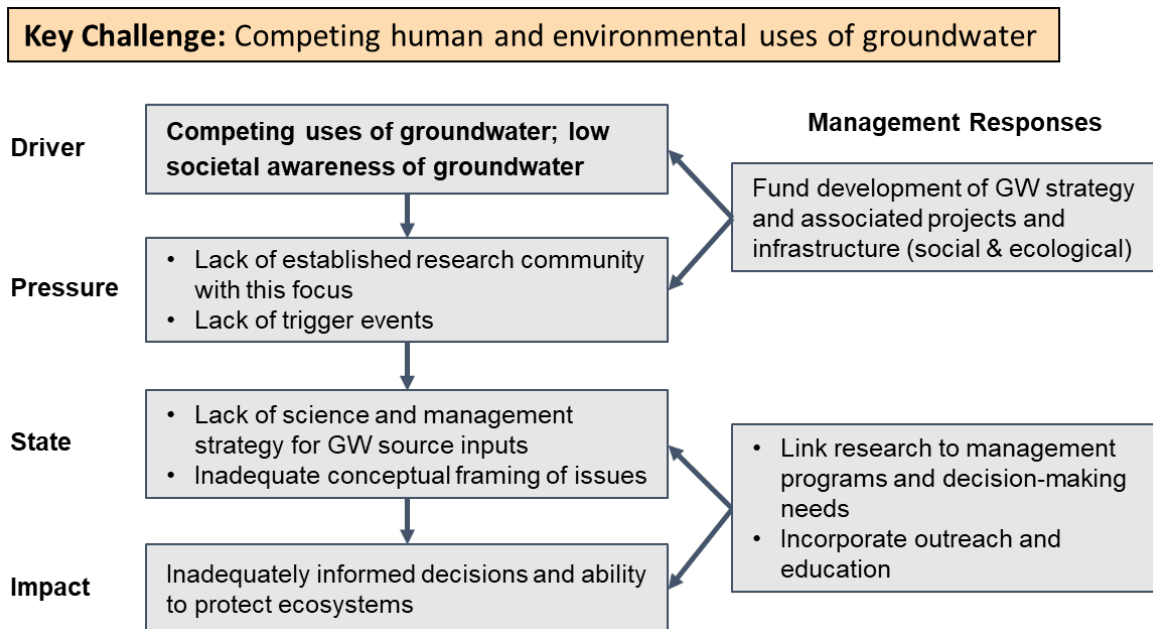 Key Challenge: Competing human and environmental uses of groundwater
Driver
Competing uses of groundwater; low
societal awareness of groundwater
Management Responses
Fund development of GW strategy
and associated projects and
infrastructure (social & ecological)
Pressure
• Lack of established research community
with this focus
• Lack of trigger events
State
• Lack of science and management
strategy for GW source inputs
• Inadequate conceptual framing of issues
• Link research to management
programs and decision-making
needs
• Incorporate outreach and
education
Impact
Inadequately informed decisions and ability
to protect ecosystems